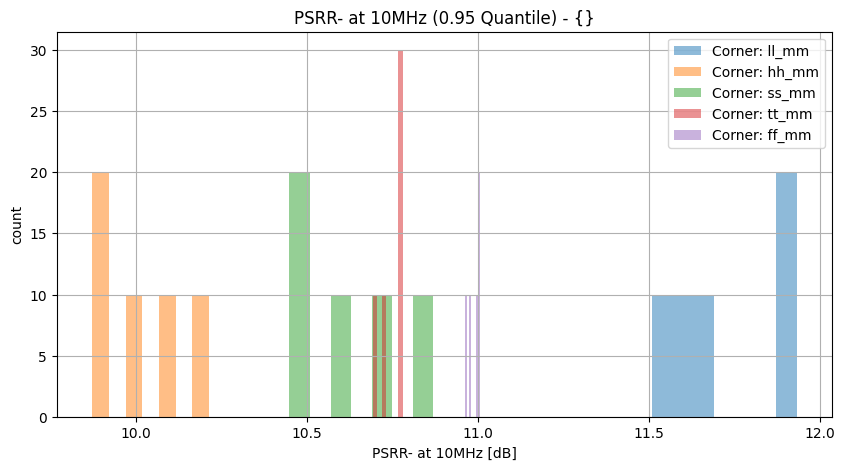 PSRR- at 10MHz (0.95 Quantile) - {}
Corner: ll_mm
Corner: hh_mm
Corner: ss_mm
Corner: tt_mm
Corner: ff_mm
count
30
25
20
15
10
5
0
10.0 10.5 11.0 11.5 12.0
PSRR- at 10MHz [dB]